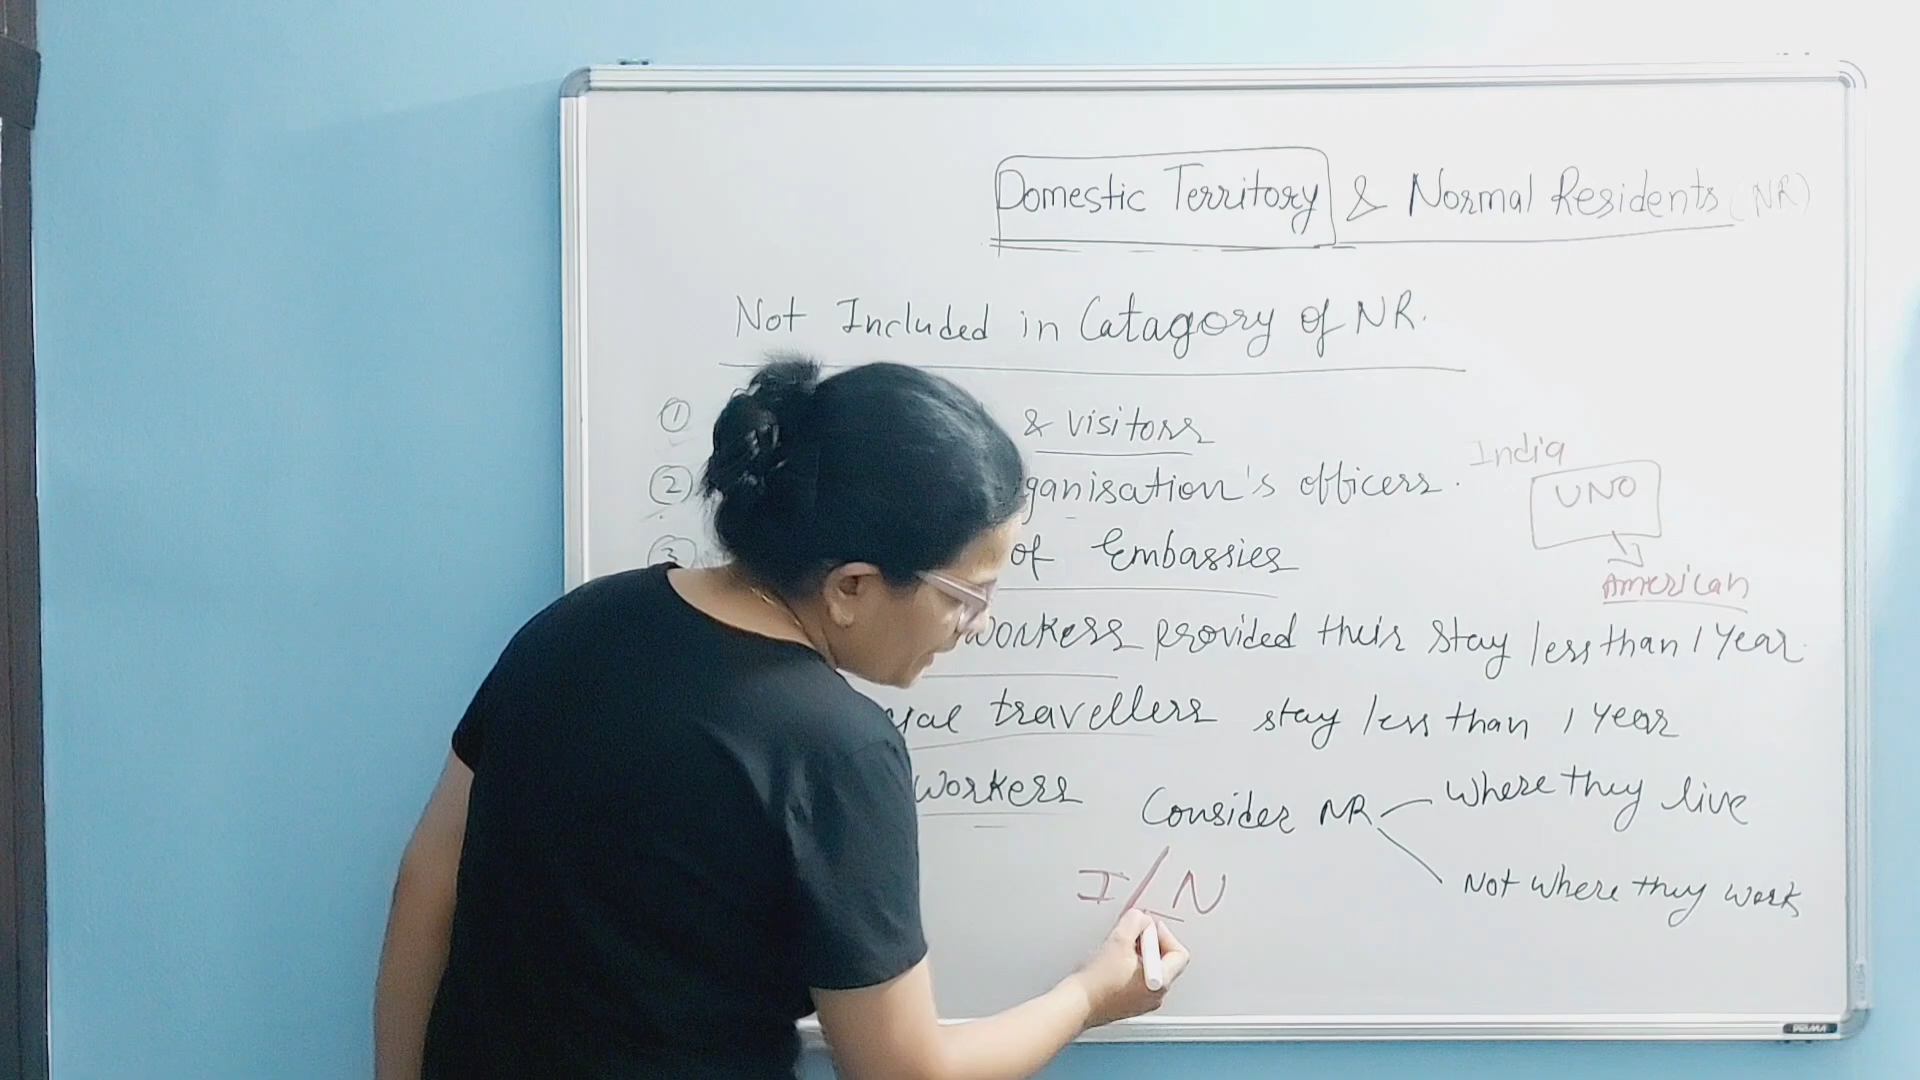 Domestic Territory & Normal Residents (NR)
Not Included in Catagory of NR.
① & visitors
② ganisation's officers.
③ of Embassies
India
UNO
American
workers provided their stay less than 1 Year.
travellers stay less than 1 Year
workers
Consider NR
where they live
Not where they work
I/N
PRIMA